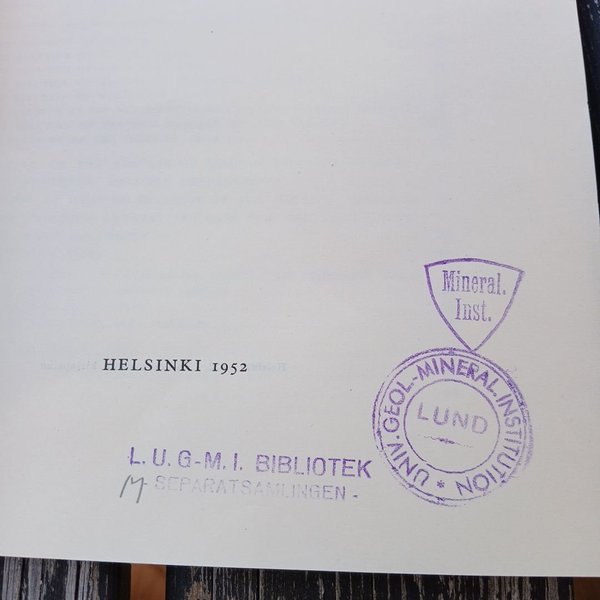 Mineral.
Inst.
HELSINKI 1952
UNIV. GEOL.-MINERAL. INSTITUTION *
LUND
L. U. G-M. I. BIBLIOTEK
M SEPARATSAMLINGEN -